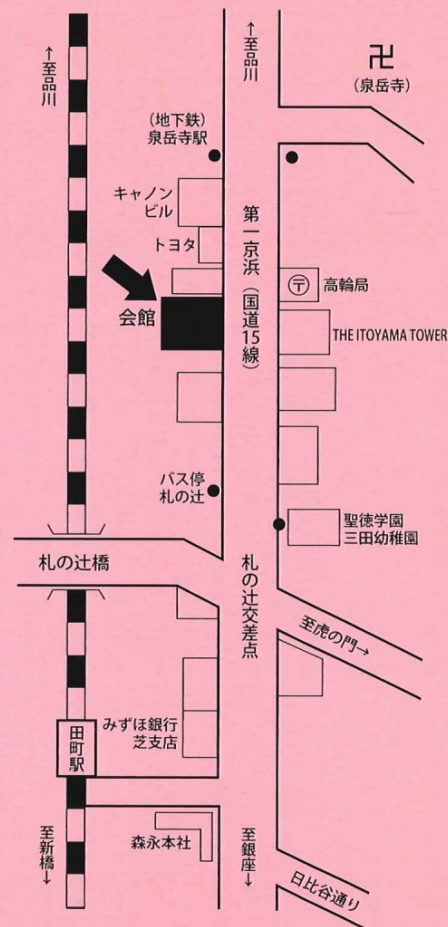 ←至品川
←至品川
卍
(泉岳寺)
(地下鉄)
泉岳寺駅
キャノン
ビル
トヨタ
第一京浜(国道15線)
〒
高輪局
会館
THE ITOYAMA TOWER
バス停
札の辻
聖徳学園
三田幼稚園
札の辻橋
札の辻交差点
至虎の門→
みずほ銀行
芝支店
田町駅
森永本社
至新橋→
至銀座→
日比谷通り